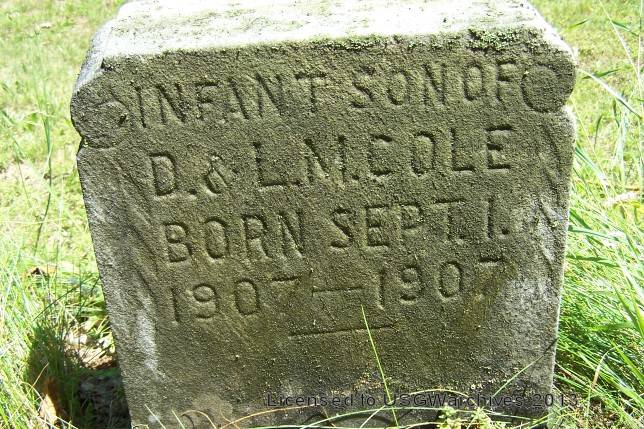 INFANT SON OF
D. & L. M. COLE
BORN SEPT. 1.
1907 — 1907
Licensed to USGWarchives 2013